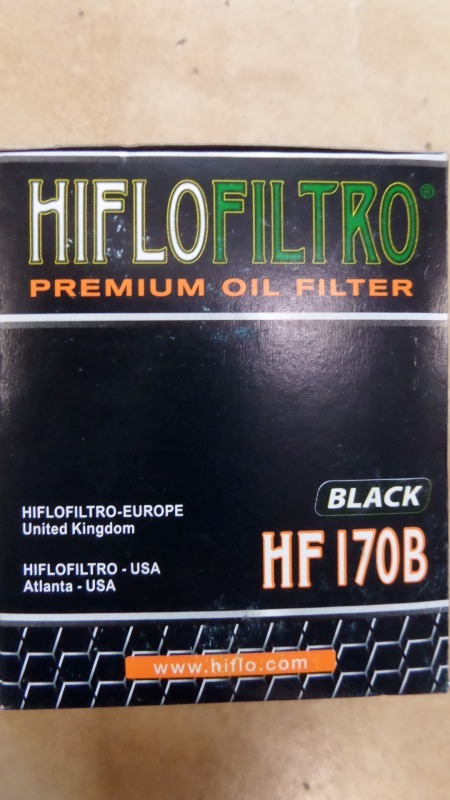 HIFLOFILTRO®
PREMIUM OIL FILTER
BLACK
HF170B
HIFLOFILTRO-EUROPE
United Kingdom
HIFLOFILTRO - USA
Atlanta - USA
www.hiflo.com